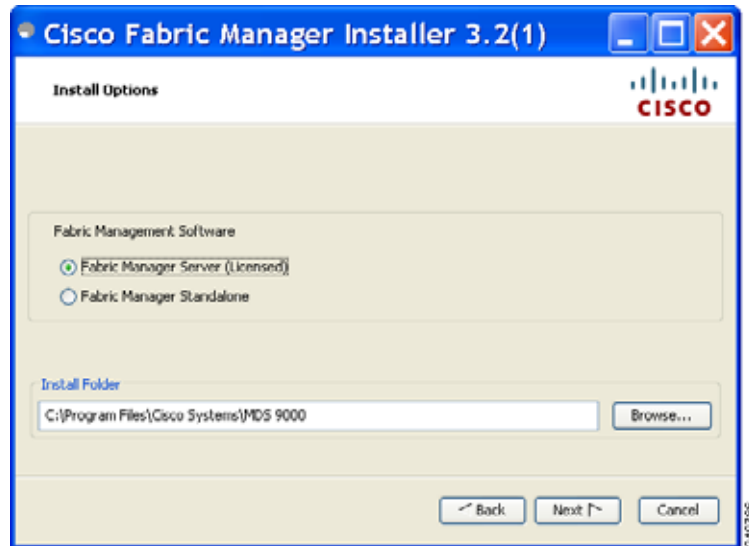 Cisco Fabric Manager Installer 3.2(1)
Install Options
CISCO
Fabric Management Software
Fabric Manager Server (Licensed)
Fabric Manager Standalone
Install Folder
C:\Program Files\Cisco Systems\MDS 9000
Browse...
Back
Next
Cancel